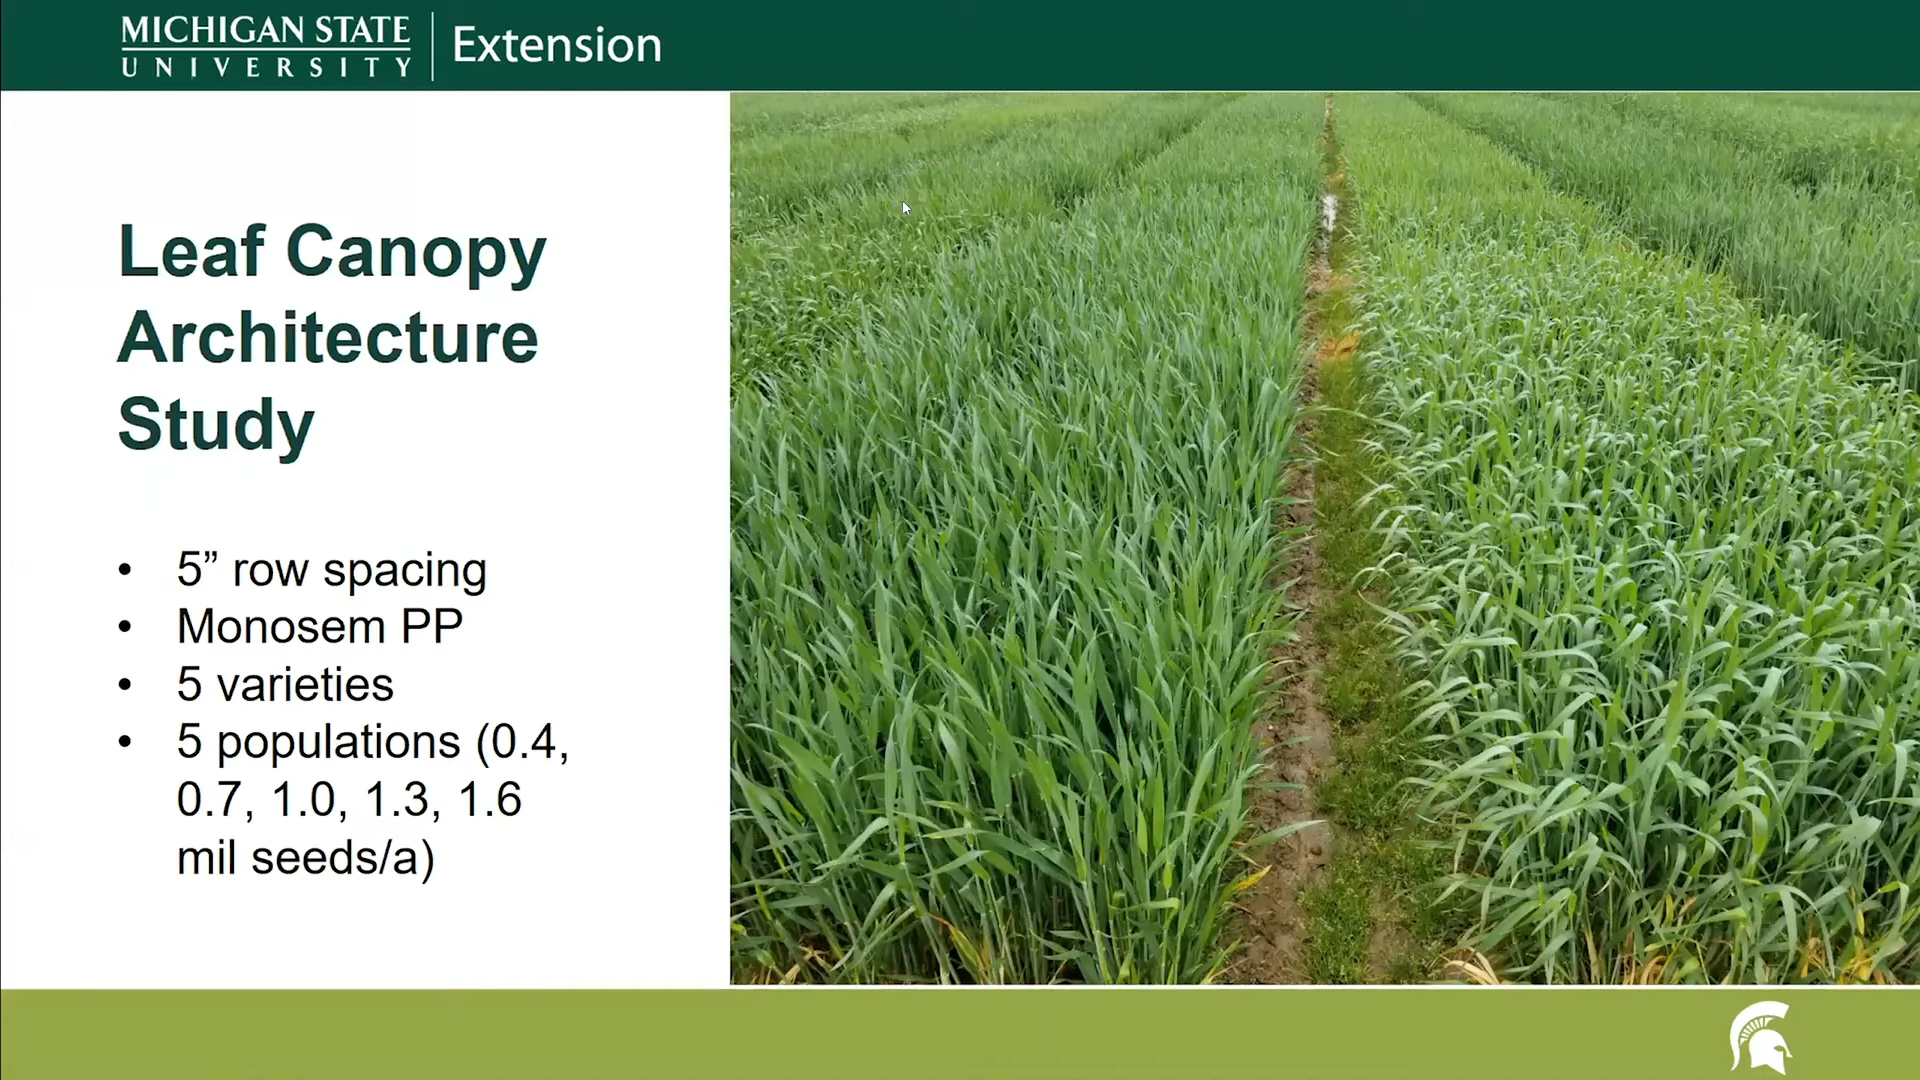 MICHIGAN STATE
UNIVERSITY
Extension
Leaf Canopy
Architecture
Study
• 5” row spacing
• Monosem PP
• 5 varieties
• 5 populations (0.4,
0.7, 1.0, 1.3, 1.6
mil seeds/a)